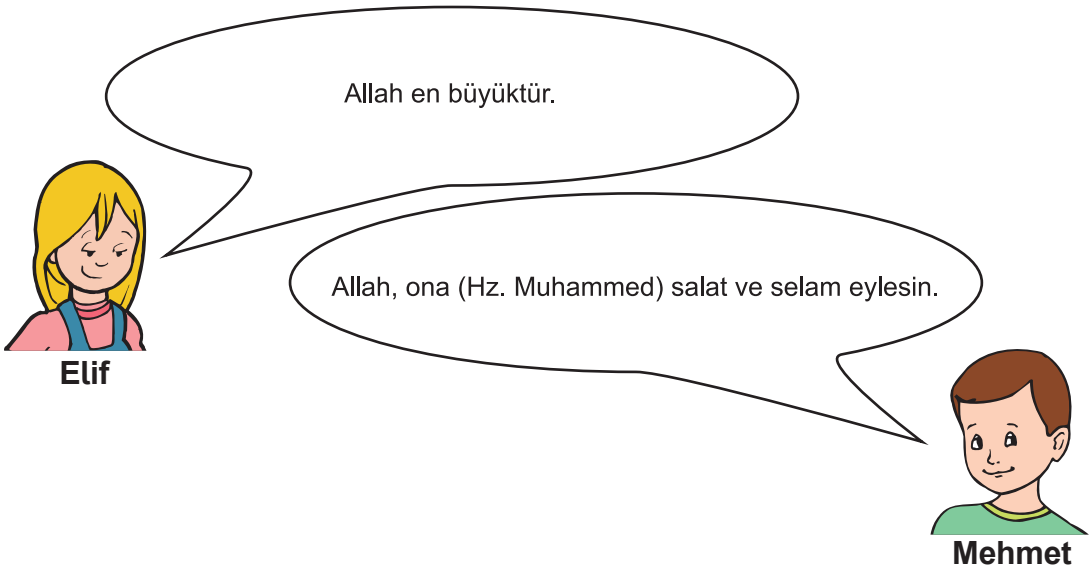 Allah en büyüktür.
Allah, ona (Hz. Muhammed) salat ve selam eylesin.
Elif
Mehmet